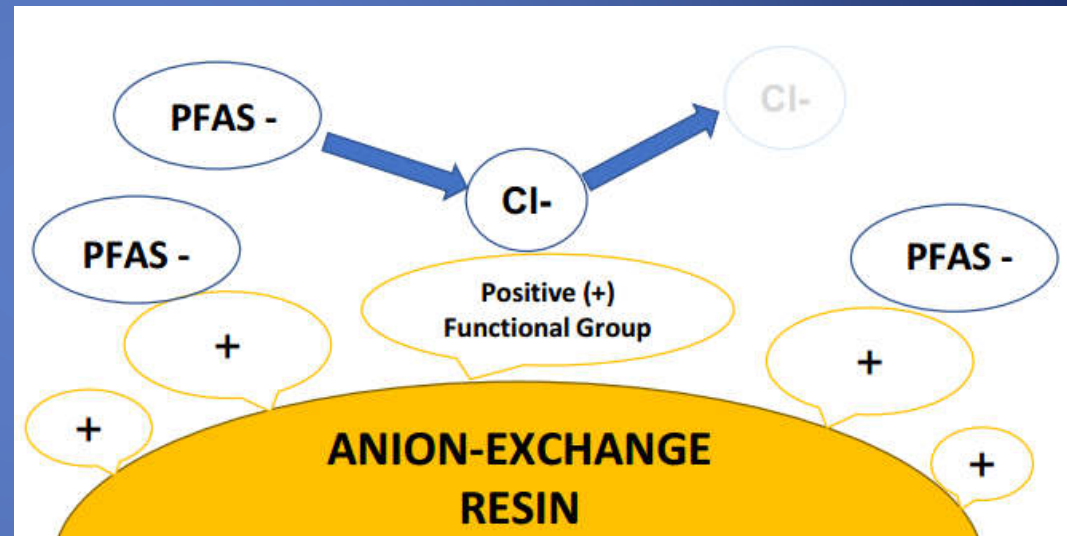 Cl-
PFAS -
Cl-
PFAS -
PFAS -
Positive (+)
Functional Group
+
+
+
+
ANION-EXCHANGE
RESIN